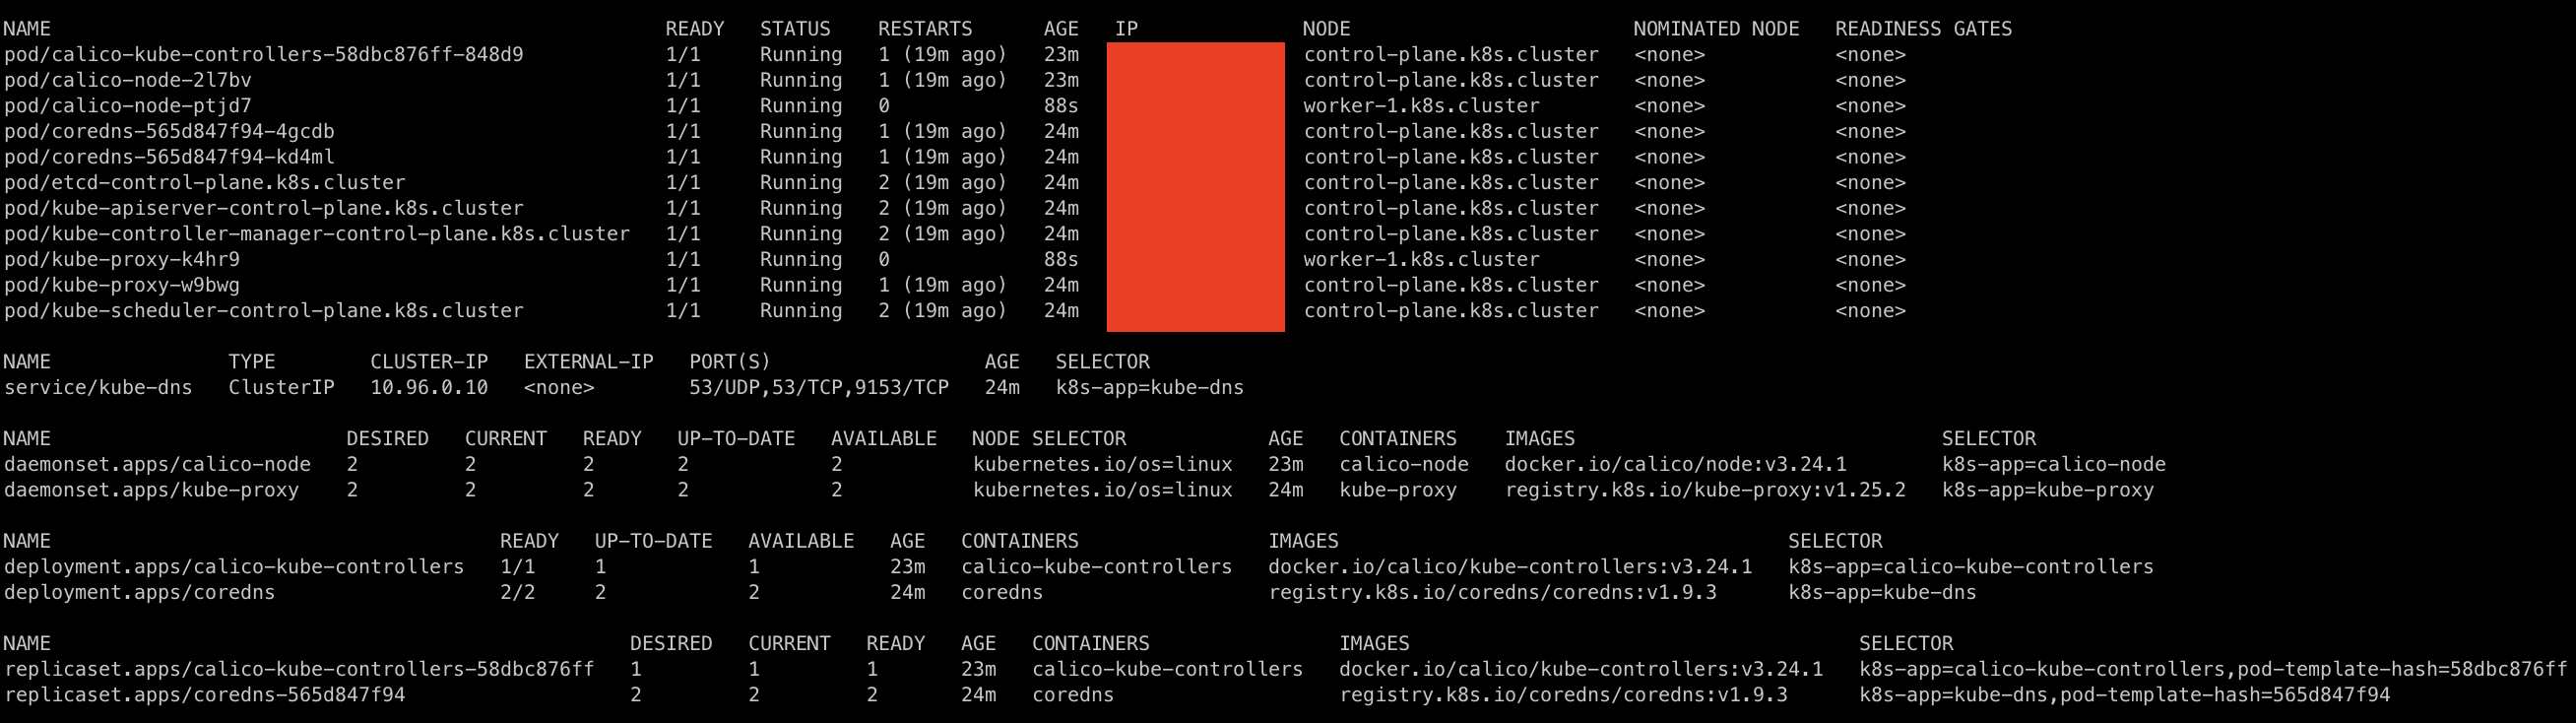 NAME READY STATUS RESTARTS AGE IP NODE NOMINATED NODE READINESS GATES
pod/calico-kube-controllers-58dbc876ff-848d9 1/1 Running 1 (19m ago) 23m control-plane.k8s.cluster <none> <none>
pod/calico-node-2l7bv 1/1 Running 1 (19m ago) 23m control-plane.k8s.cluster <none> <none>
pod/calico-node-ptjd7 1/1 Running 0 88s worker-1.k8s.cluster <none> <none>
pod/coredns-565d847f94-4gcdb 1/1 Running 1 (19m ago) 24m control-plane.k8s.cluster <none> <none>
pod/coredns-565d847f94-kd4ml 1/1 Running 1 (19m ago) 24m control-plane.k8s.cluster <none> <none>
pod/etcd-control-plane.k8s.cluster 1/1 Running 2 (19m ago) 24m control-plane.k8s.cluster <none> <none>
pod/kube-apiserver-control-plane.k8s.cluster 1/1 Running 2 (19m ago) 24m control-plane.k8s.cluster <none> <none>
pod/kube-controller-manager-control-plane.k8s.cluster 1/1 Running 2 (19m ago) 24m control-plane.k8s.cluster <none> <none>
pod/kube-proxy-k4hr9 1/1 Running 0 88s worker-1.k8s.cluster <none> <none>
pod/kube-proxy-w9bwg 1/1 Running 1 (19m ago) 24m control-plane.k8s.cluster <none> <none>
pod/kube-scheduler-control-plane.k8s.cluster 1/1 Running 2 (19m ago) 24m control-plane.k8s.cluster <none> <none>
NAME TYPE CLUSTER-IP EXTERNAL-IP PORT(S) AGE SELECTOR
service/kube-dns ClusterIP 10.96.0.10 <none> 53/UDP,53/TCP,9153/TCP 24m k8s-app=kube-dns
NAME DESIRED CURRENT READY UP-TO-DATE AVAILABLE NODE SELECTOR AGE CONTAINERS IMAGES SELECTOR
daemonset.apps/calico-node 2 2 2 2 2 kubernetes.io/os=linux 23m calico-node docker.io/calico/node:v3.24.1 k8s-app=calico-node
daemonset.apps/kube-proxy 2 2 2 2 2 kubernetes.io/os=linux 24m kube-proxy registry.k8s.io/kube-proxy:v1.25.2 k8s-app=kube-proxy
NAME READY UP-TO-DATE AVAILABLE AGE CONTAINERS IMAGES SELECTOR
deployment.apps/calico-kube-controllers 1/1 1 1 23m calico-kube-controllers docker.io/calico/kube-controllers:v3.24.1 k8s-app=calico-kube-controllers
deployment.apps/coredns 2/2 2 2 24m coredns registry.k8s.io/coredns/coredns:v1.9.3 k8s-app=kube-dns
NAME DESIRED CURRENT READY AGE CONTAINERS IMAGES SELECTOR
replicaset.apps/calico-kube-controllers-58dbc876ff 1 1 1 23m calico-kube-controllers docker.io/calico/kube-controllers:v3.24.1 k8s-app=calico-kube-controllers,pod-template-hash=58dbc876ff
replicaset.apps/coredns-565d847f94 2 2 2 24m coredns registry.k8s.io/coredns/coredns:v1.9.3 k8s-app=kube-dns,pod-template-hash=565d847f94